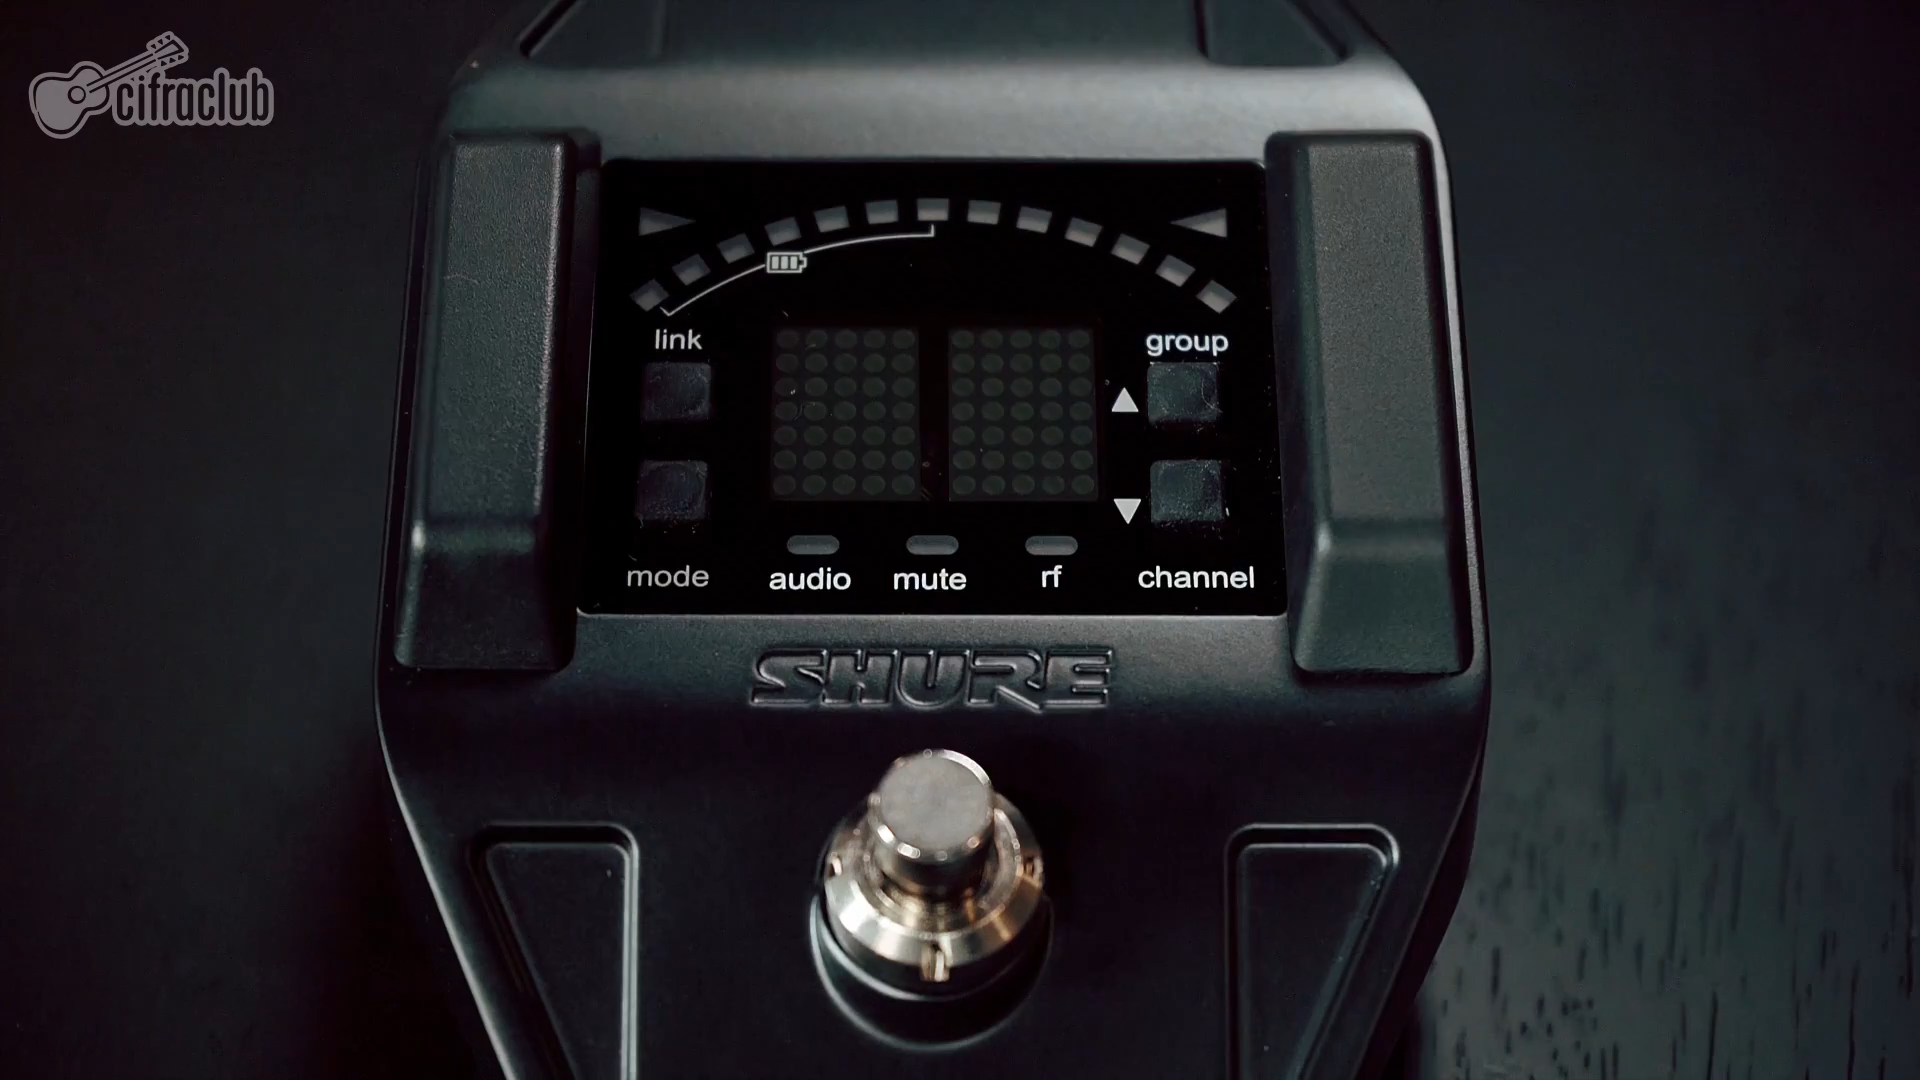 cifraclub
link
group
mode
audio
mute
rf
channel
SHURE